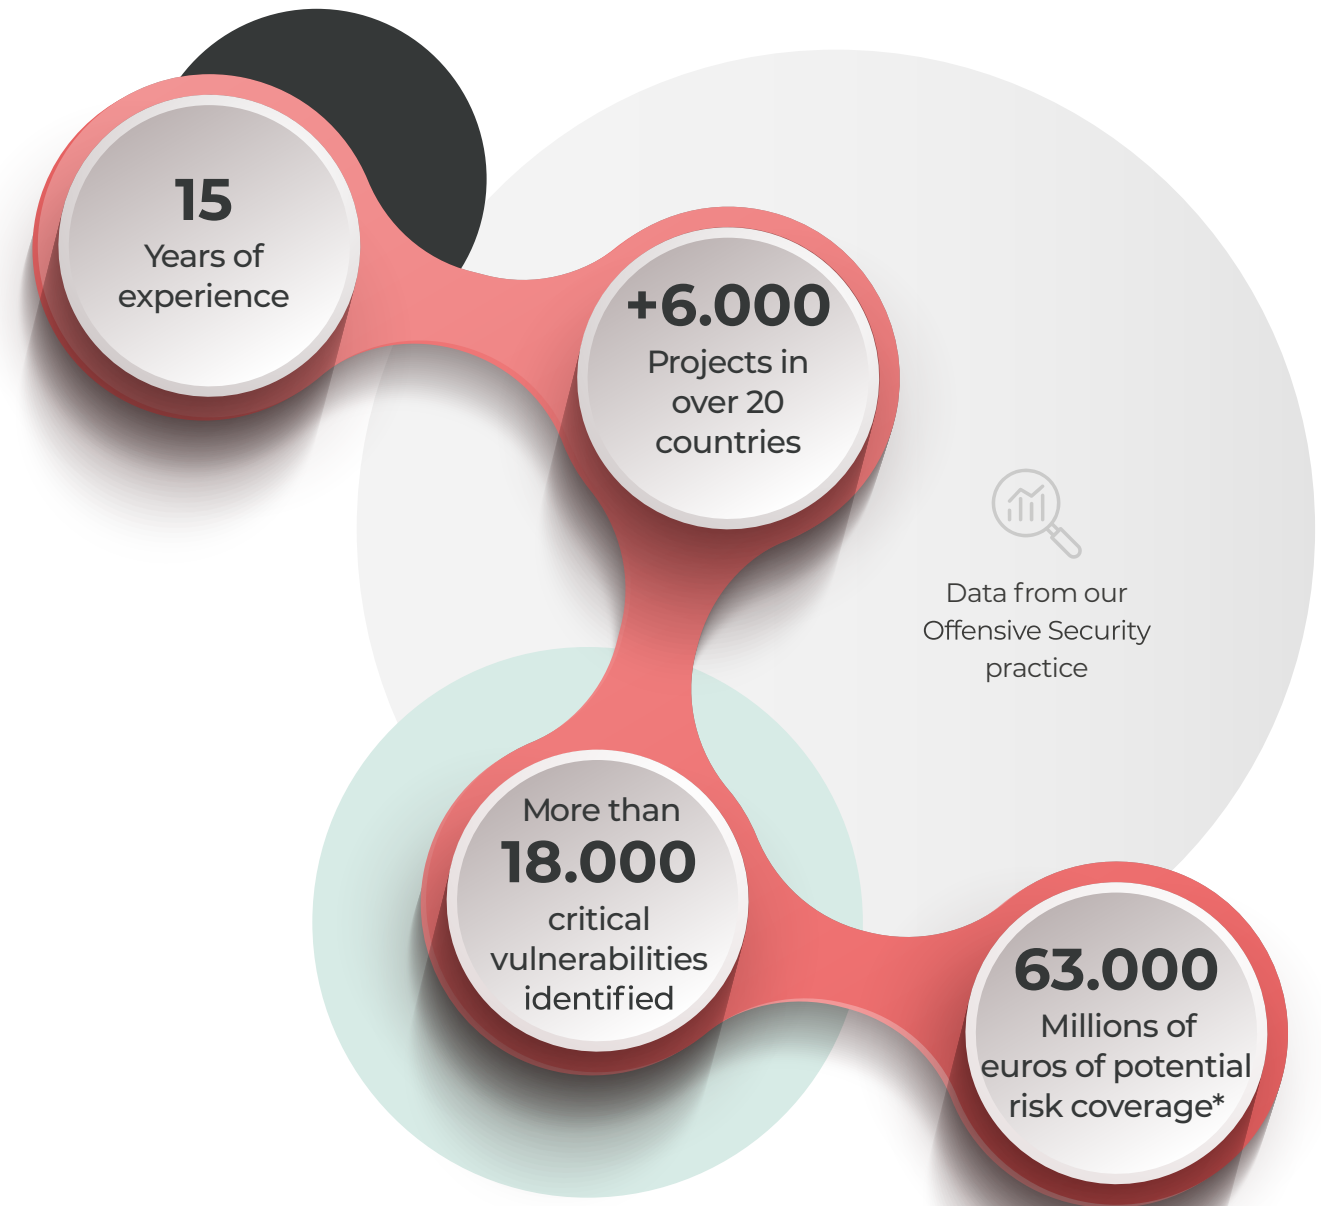 15
Years of
experience
+6.000
Projects in
over 20
countries
Data from our
Offensive Security
practice
More than
18.000
critical
vulnerabilities
identified
63.000
Millions of
euros of potential
risk coverage*